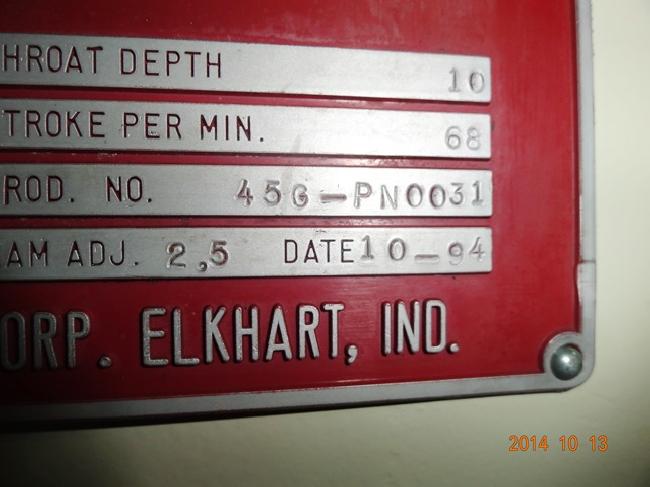 HROAT DEPTH 10
TROKE PER MIN. 68
ROD. NO. 45G-PN0031
AM ADJ. 2,5 DATE 10-94
ORP. ELKHART, IND.
2014 10 13